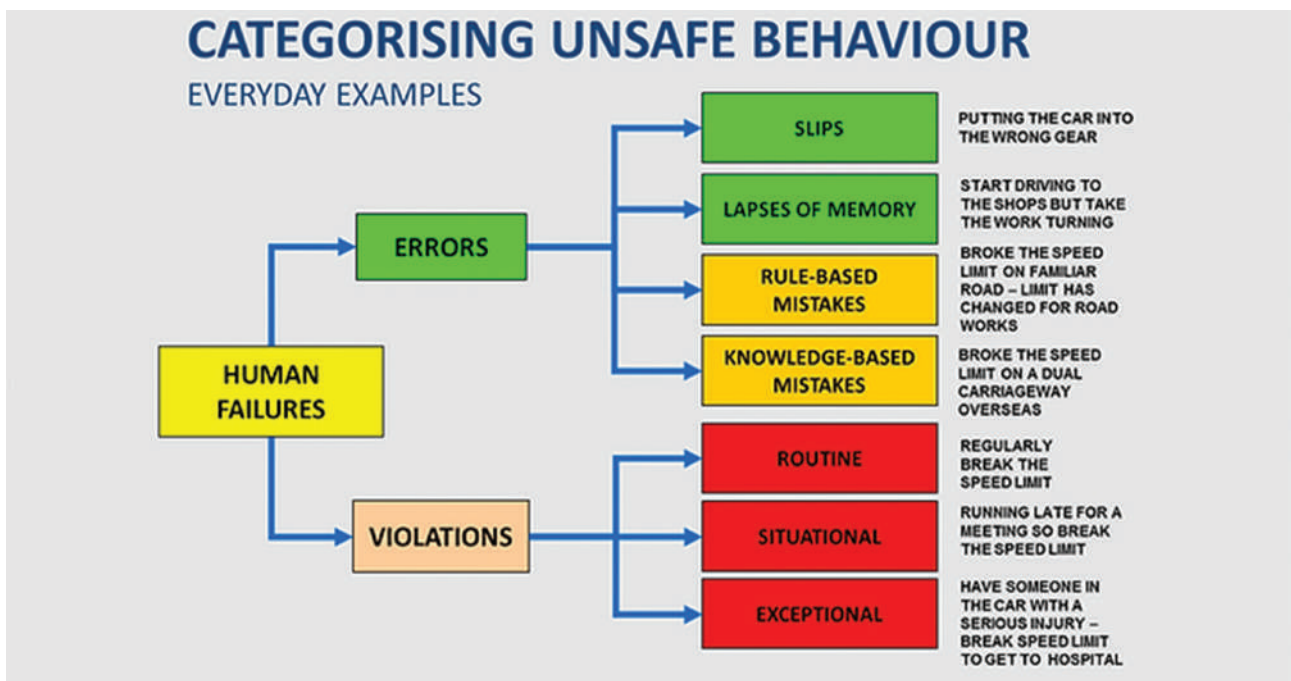 CATEGORISING UNSAFE BEHAVIOUR
EVERYDAY EXAMPLES
HUMAN
FAILURES
ERRORS
SLIPS
PUTTING THE CAR INTO
THE WRONG GEAR
LAPSES OF MEMORY
START DRIVING TO
THE SHOPS BUT TAKE
THE WORK TURNING
RULE-BASED
MISTAKES
BROKE THE SPEED
LIMIT ON FAMILIAR
ROAD – LIMIT HAS
CHANGED FOR ROAD
WORKS
KNOWLEDGE-BASED
MISTAKES
BROKE THE SPEED
LIMIT ON A DUAL
CARRIAGEWAY
OVERSEAS
VIOLATIONS
ROUTINE
REGULARLY
BREAK THE
SPEED LIMIT
SITUATIONAL
RUNNING LATE FOR A
MEETING SO BREAK
THE SPEED LIMIT
EXCEPTIONAL
HAVE SOMEONE IN
THE CAR WITH A
SERIOUS INJURY –
BREAK SPEED LIMIT
TO GET TO HOSPITAL